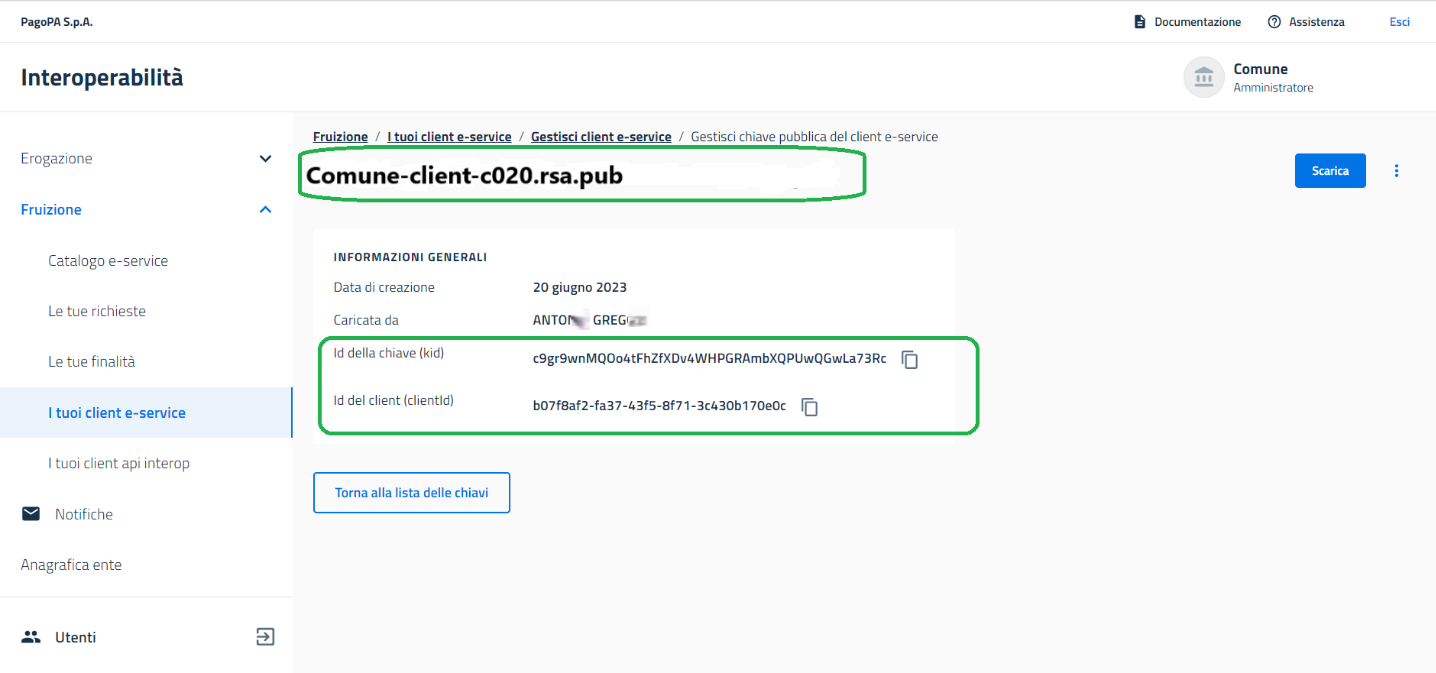 PagoPA S.p.A.
Documentazione
Assistenza
Esci
Interoperabilità
Comune
Amministratore
Erogazione
Fruizione
Catalogo e-service
Le tue richieste
Le tue finalità
I tuoi client e-service
I tuoi client api interop
Notifiche
Anagrafica ente
Utenti
Fruizione / I tuoi client e-service / Gestisci client e-service / Gestisci chiave pubblica del client e-service
Comune-client-c020.rsa.pub
Scarica
INFORMAZIONI GENERALI
Data di creazione 20 giugno 2023
Caricata da
Id della chiave (kid) c9gr9wnMQOo4tFhZfXDv4WHPGRAmbXQPUwQGwLa73Rc
Id del client (clientId) b07f8af2-fa37-43f5-8f71-3c430b170e0c
Torna alla lista delle chiavi